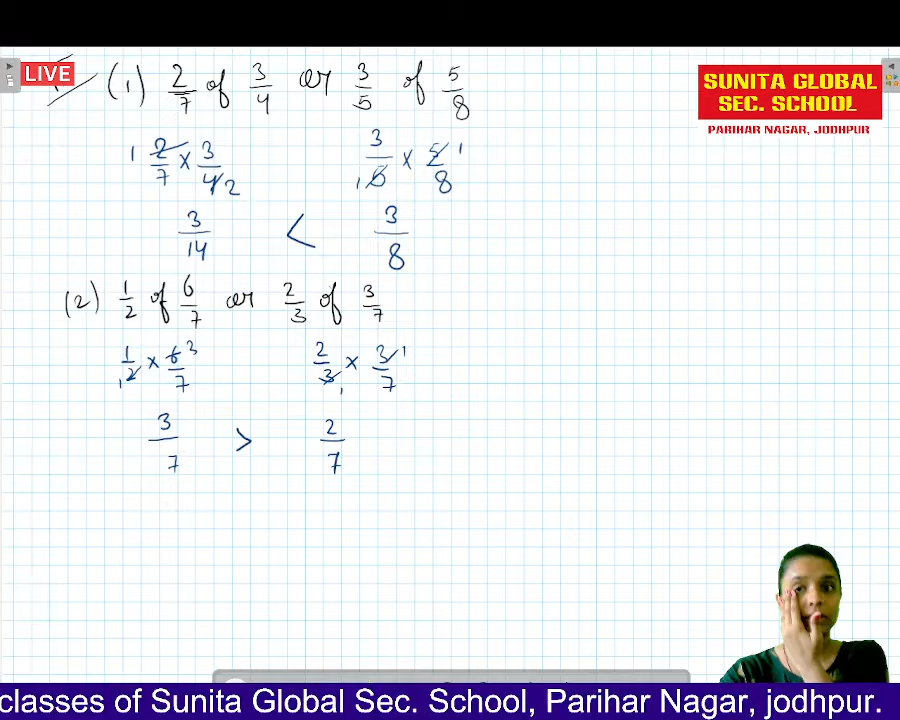 LIVE
(1) 2/7 of 3/4 or 3/5 of 5/8
SUNITA GLOBAL
SEC. SCHOOL
PARIHAR NAGAR, JODHPUR
1 2/7 × 3/4 2   3/5 1 × 5/8 1
3/14 < 3/8
(2) 1/2 of 6/7 or 2/3 of 3/7
1/2 1 × 6/7 3   2/3 1 × 3/7 1
3/7 > 2/7
classes of Sunita Global Sec. School, Parihar Nagar, jodhpur.